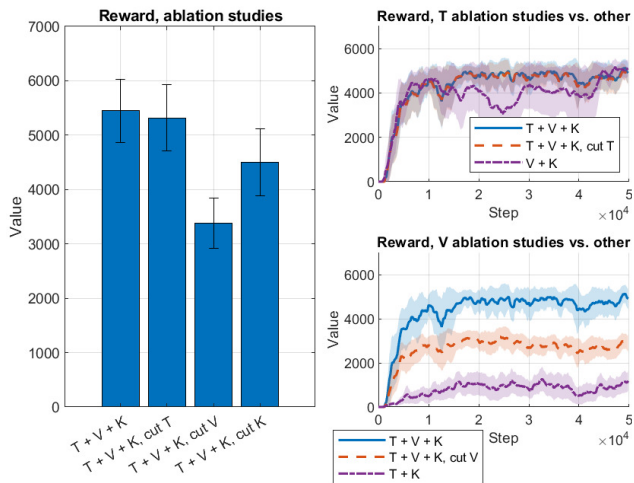 Reward, ablation studies
7000
6000
5000
4000
3000
2000
1000
0
Value
T + V + K
T + V + K, cut T
T + V + K, cut V
T + V + K, cut K
Reward, T ablation studies vs. other
6000
4000
2000
0
Value
T + V + K
T + V + K, cut T
V + K
0 1 2 3 4 5
Step
×10⁴
Reward, V ablation studies vs. other
6000
4000
2000
0
Value
0 1 2 3 4 5
Step
×10⁴
T + V + K
T + V + K, cut V
T + K